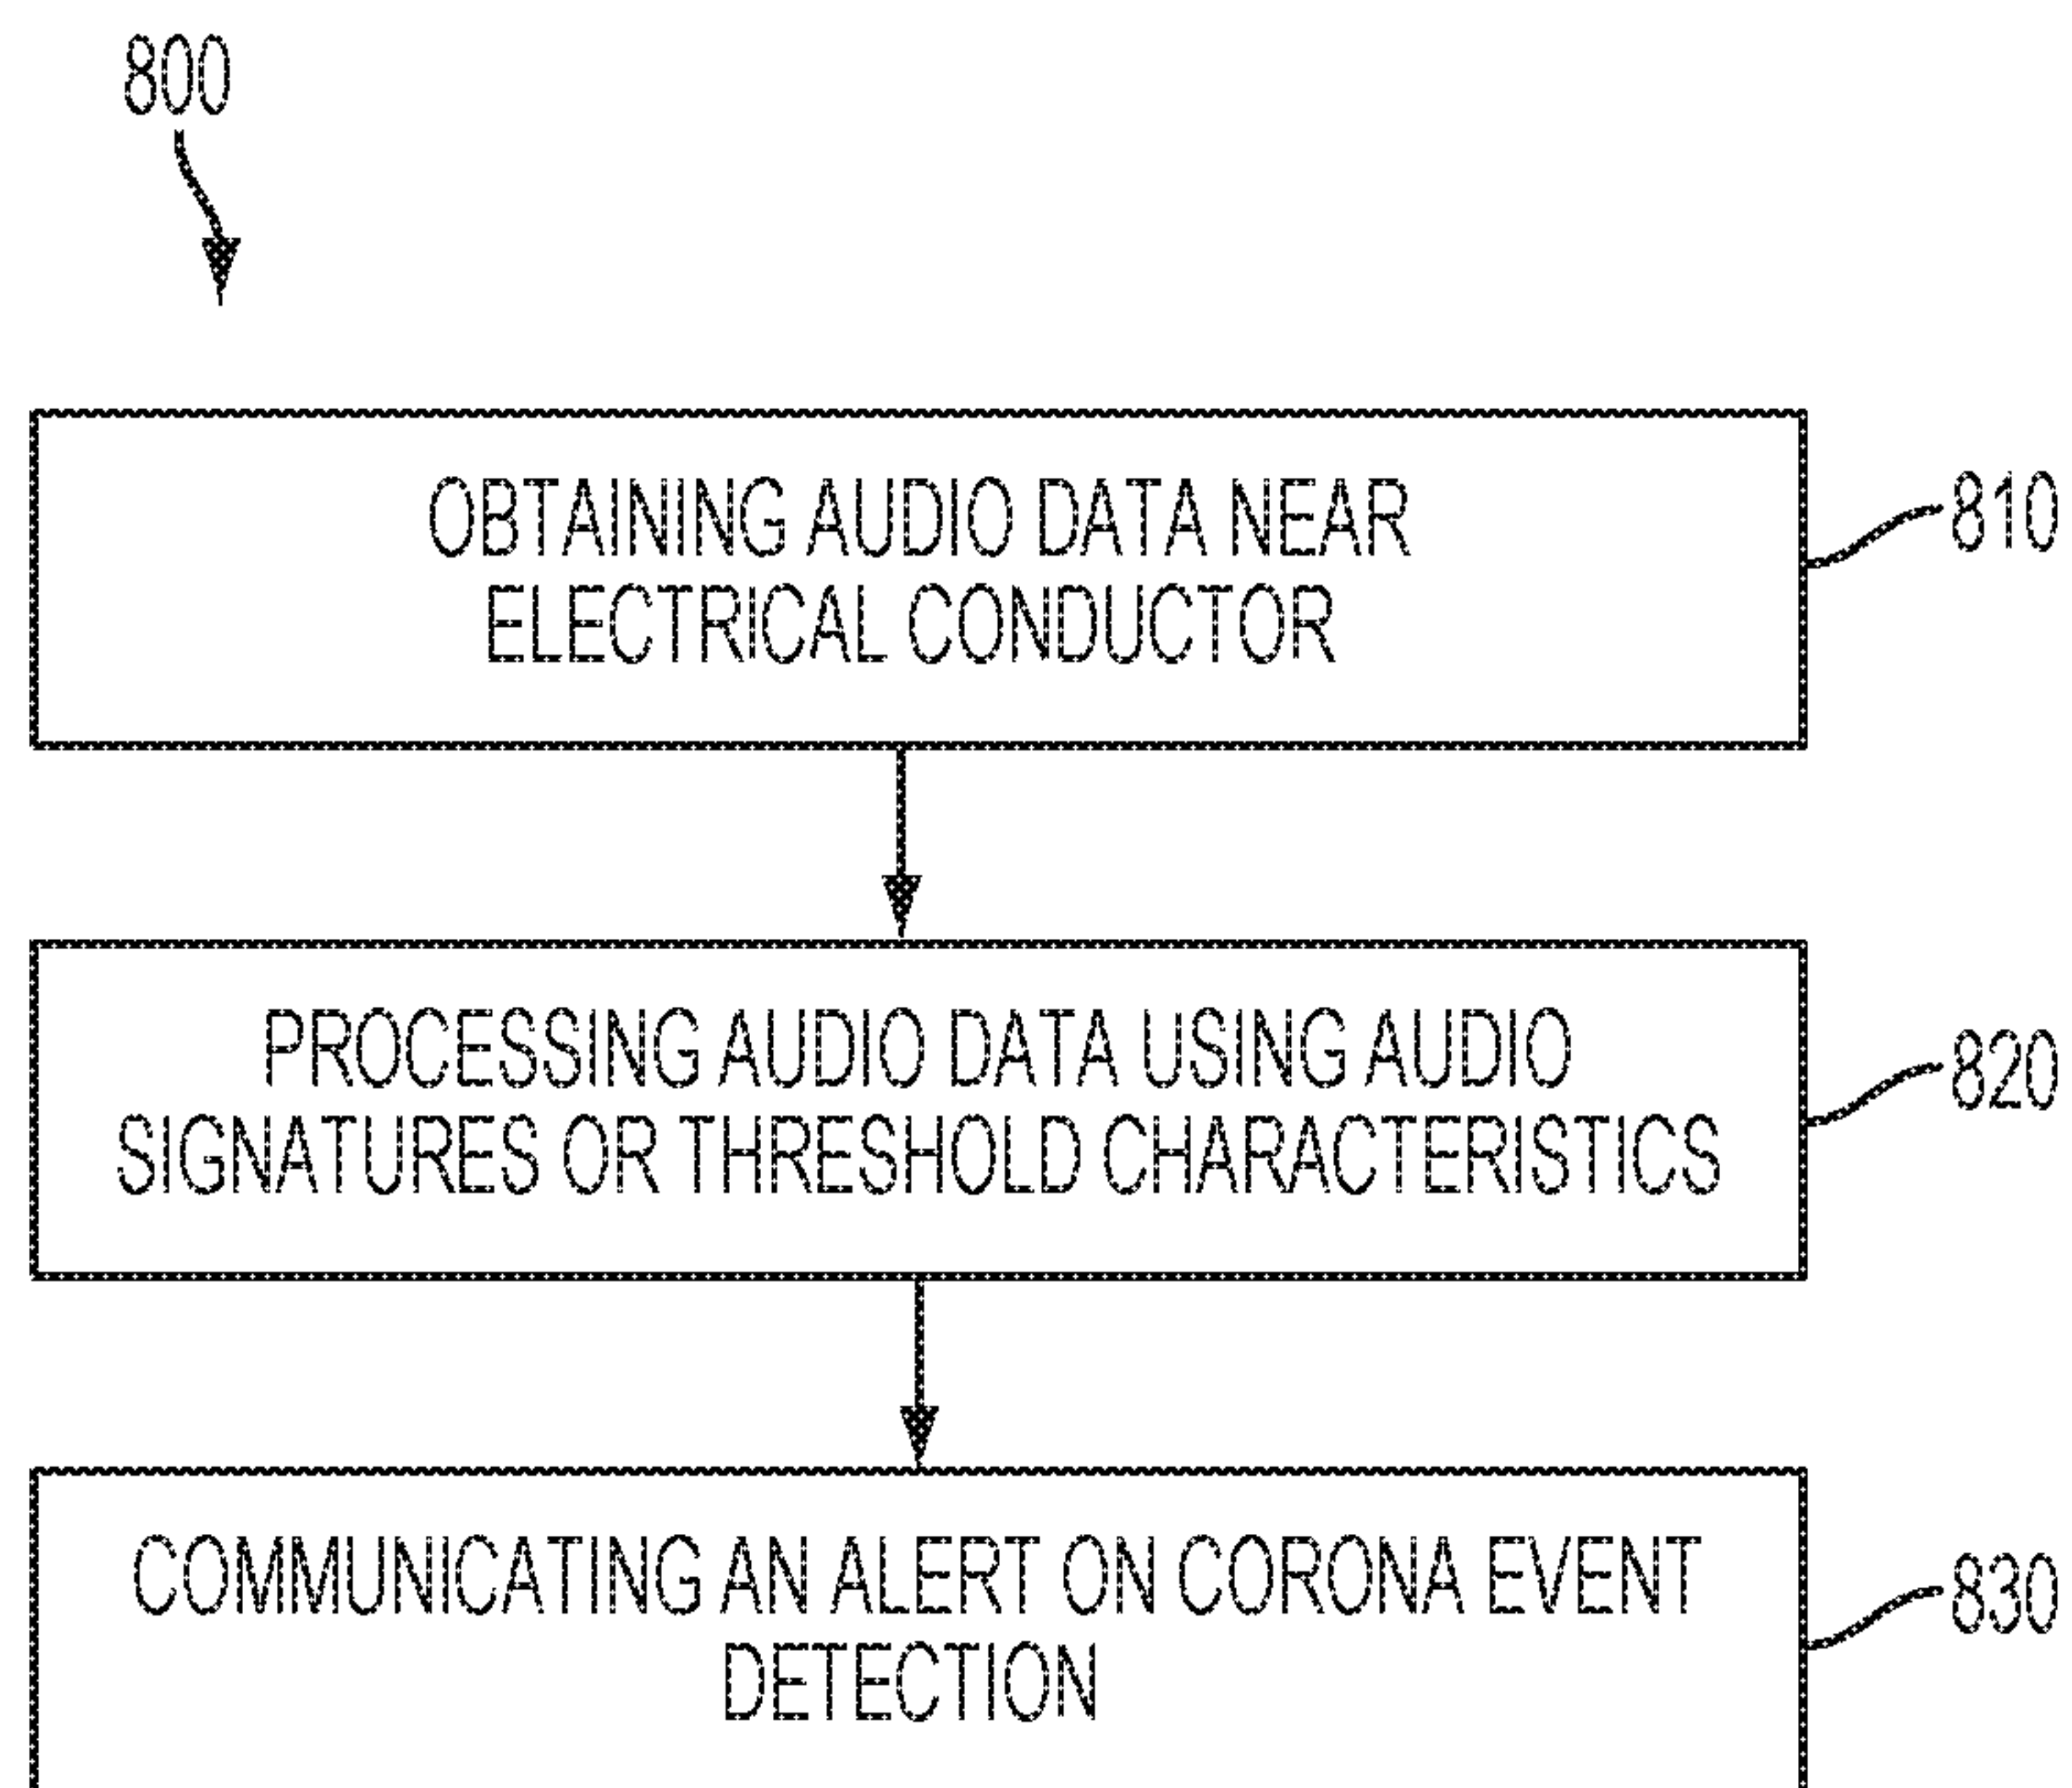 800
OBTAINING AUDIO DATA NEAR
ELECTRICAL CONDUCTOR
810
PROCESSING AUDIO DATA USING AUDIO
SIGNATURES OR THRESHOLD CHARACTERISTICS
820
COMMUNICATING AN ALERT ON CORONA EVENT
DETECTION
830